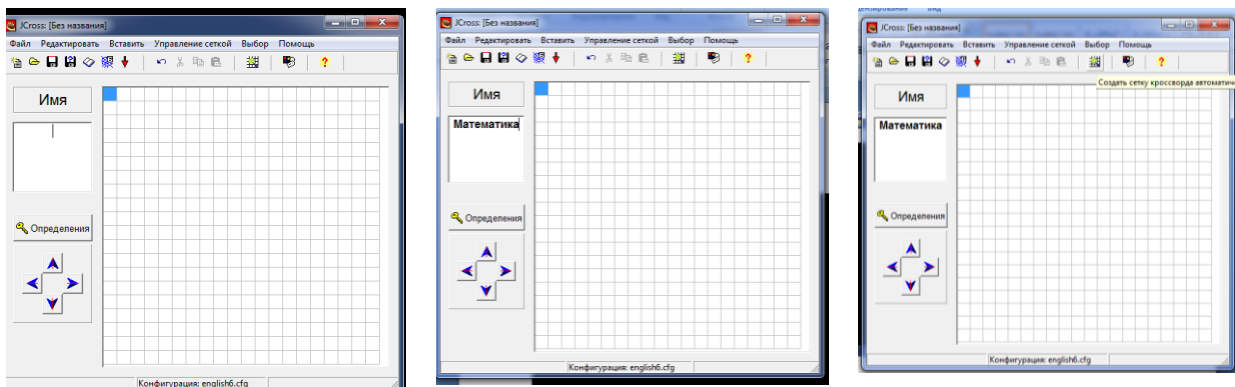 JCross: [Без названия]
Файл Редактировать Вставить Управление сеткой Выбор Помощь
?
Имя
Определения
Конфигурация: english6.cfg
JCross: [Без названия]
Файл Редактировать Вставить Управление сеткой Выбор Помощь
?
Имя
Математика
Определения
Конфигурация: english6.cfg
вид
JCross: [Без названия]
Файл Редактировать Вставить Управление сеткой Выбор Помощь
?
Создать сетку кроссворда автоматич
Имя
Математика
Определения
Конфигурация: english6.cfg